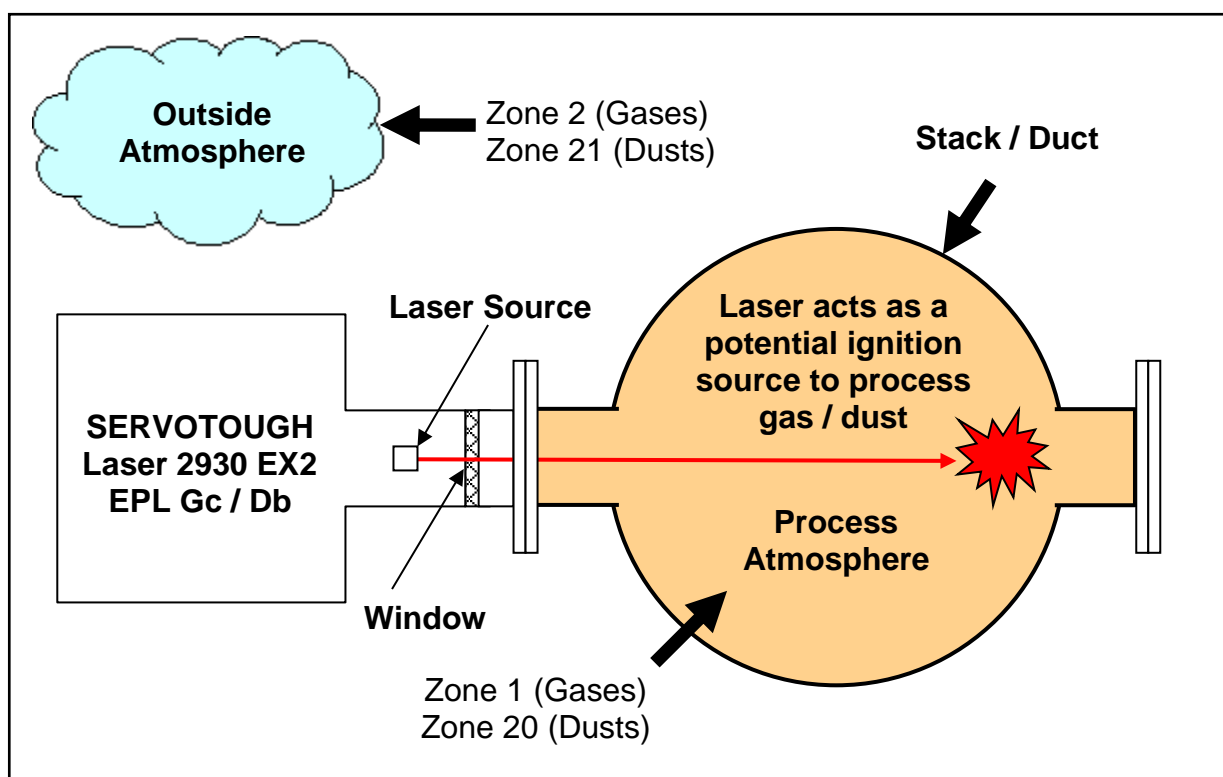 Outside
Atmosphere
Zone 2 (Gases)
Zone 21 (Dusts)
Stack / Duct
Laser Source
Laser acts as a
potential ignition
source to process
gas / dust
SERVOTOUGH
Laser 2930 EX2
EPL Gc / Db
Process
Atmosphere
Window
Zone 1 (Gases)
Zone 20 (Dusts)